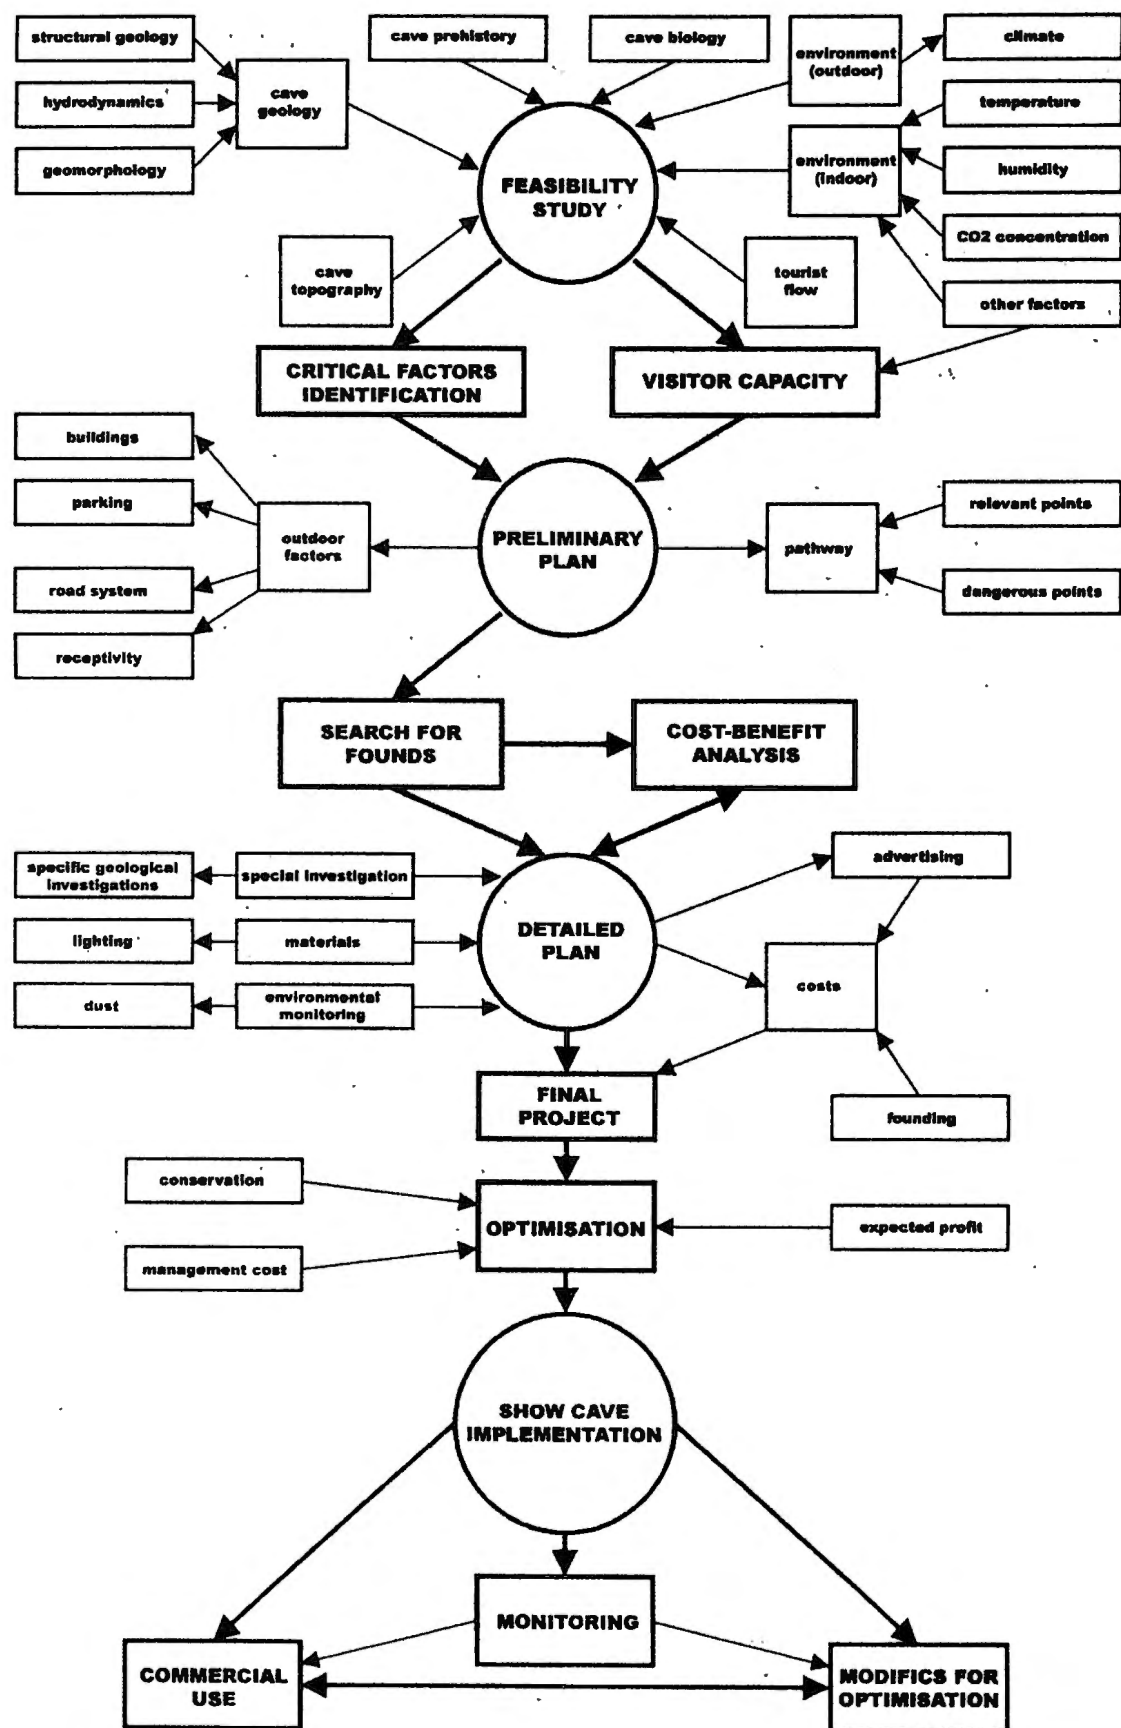 structural geology
cave prehistory
cave biology
environment
(outdoor)
climate
hydrodynamics
cave
geology
temperature
geomorphology
FEASIBILITY
STUDY
environment
(indoor)
humidity
CO2 concentration
cave
topography
tourist
flow
other factors
CRITICAL FACTORS
IDENTIFICATION
VISITOR CAPACITY
buildings
parking
outdoor
factors
PRELIMINARY
PLAN
pathway
relevant points
road system
dangerous points
receptivity
SEARCH FOR
FOUNDS
COST-BENEFIT
ANALYSIS
specific geological
investigations
special investigation
advertising
lighting
materials
DETAILED
PLAN
costs
dust
environmental
monitoring
FINAL
PROJECT
founding
conservation
OPTIMISATION
expected profit
management cost
SHOW CAVE
IMPLEMENTATION
MONITORING
COMMERCIAL
USE
MODIFICS FOR
OPTIMISATION